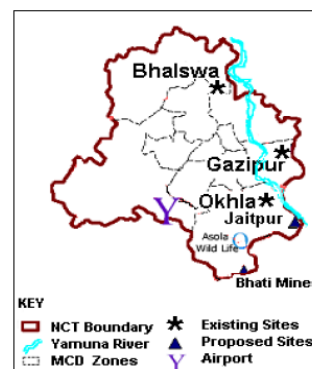 Bhalswa
Gazipur
Okhla
Jaitpur
Asola
Wild Life
Bhati Mines
KEY
NCT Boundary
Existing Sites
Yamuna River
Proposed Sites
MCD Zones
Airport